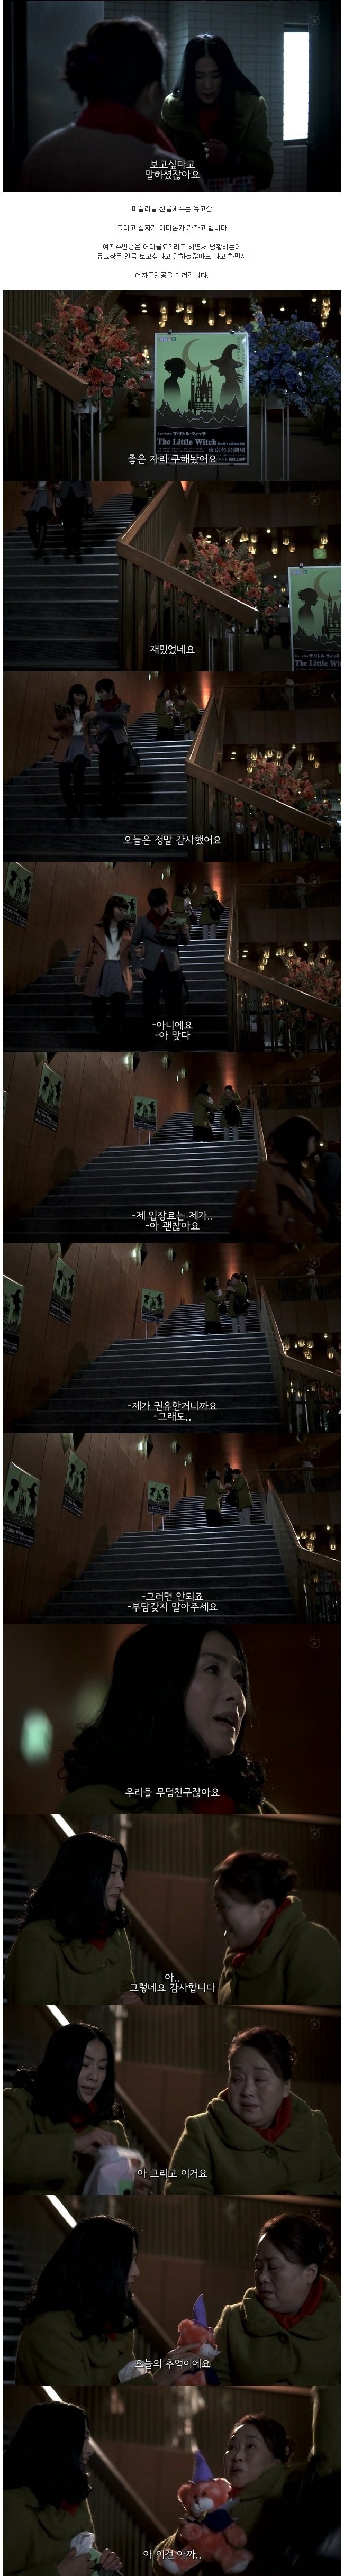 보고싶다고
말하셨잖아요
머플러를 선물해주는 유코상
그리고 갑자기 어디론가 가자고 합니다
여자주인공은 어디를요? 라고 하면서 당황하는데
유코상은 연극 보고싶다고 말하셨잖아요 라고 하면서
여자주인공을 데려갑니다.
The Little Witch
좋은 자리 구해놨어요
재밌었네요
The Little Wi
오늘은 정말 감사했어요
-아니에요
-아 맞다
-제 입장료는 제가..
-아 괜찮아요
-제가 권유한거니까요
-그래도..
-그러면 안되죠
-부담갖지 말아주세요
우리들 무덤친구잖아요
아..
그렇네요 감사합니다
아 그리고 이거요
오늘의 추억이에요
아 이건 아까..